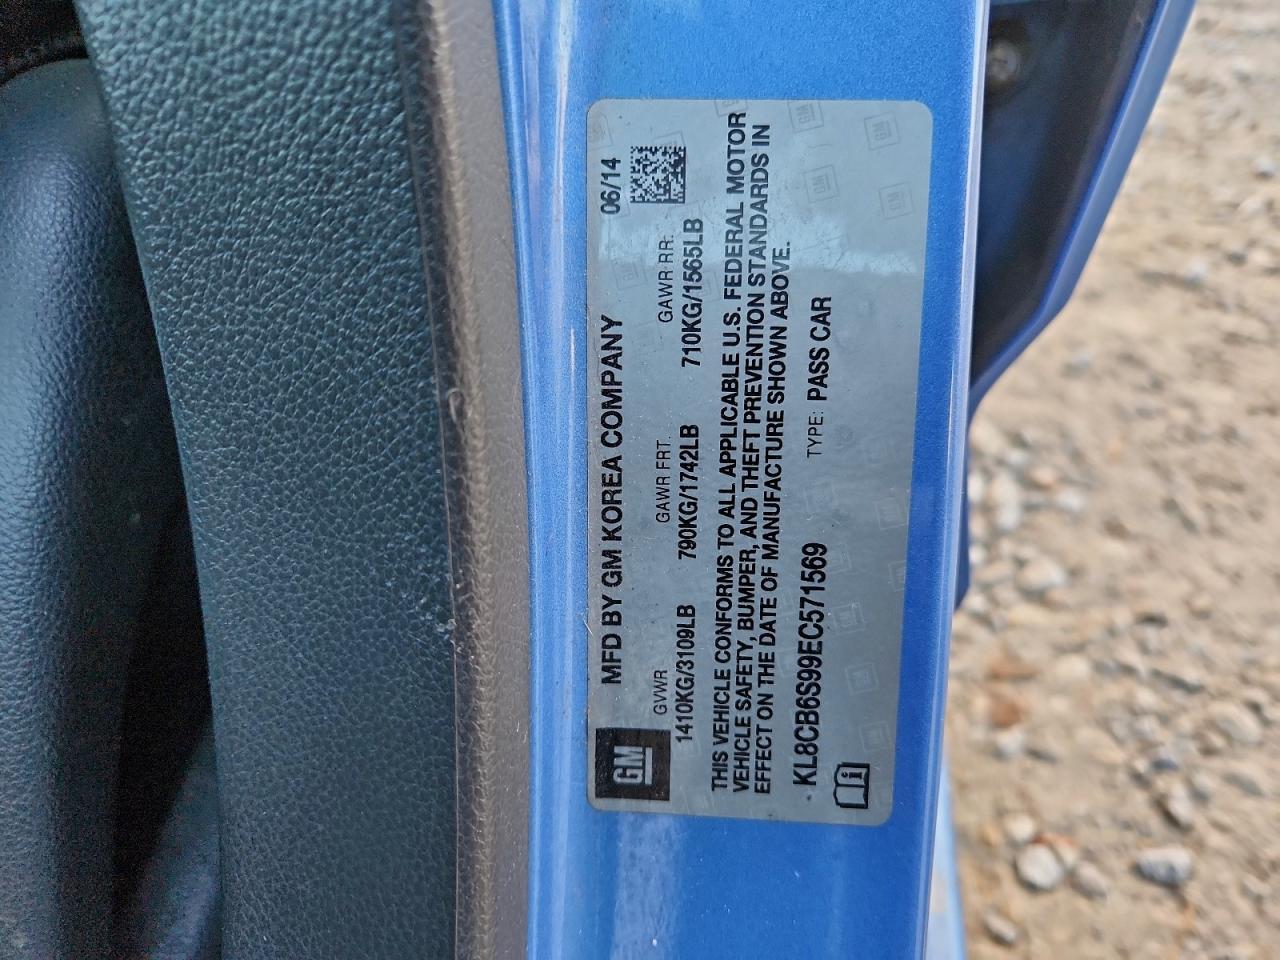 MFD BY GM KOREA COMPANY 06/14
GM
GVWR GAWR FRT. GAWR RR.
1410KG/3109LB 790KG/1742LB 710KG/1565LB
THIS VEHICLE CONFORMS TO ALL APPLICABLE U.S. FEDERAL MOTOR
VEHICLE SAFETY, BUMPER, AND THEFT PREVENTION STANDARDS IN
EFFECT ON THE DATE OF MANUFACTURE SHOWN ABOVE.
KL8CB6S99EC571569 TYPE: PASS CAR